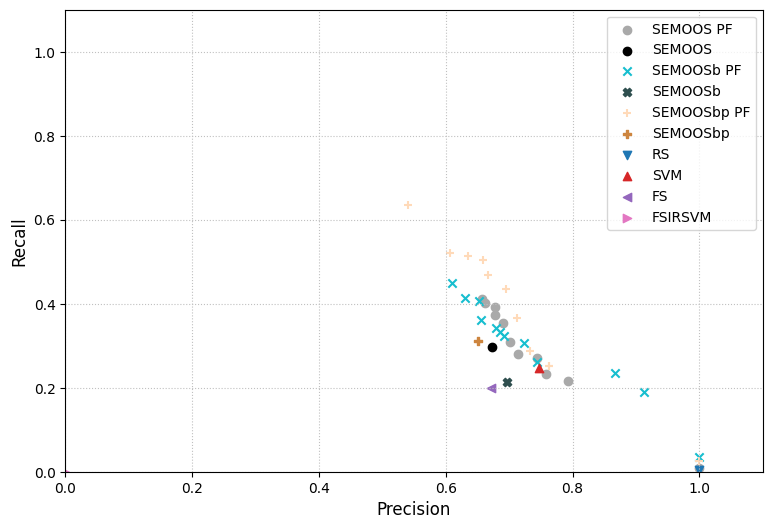 SEMOOS PF
SEMOOS
SEMOOSb PF
SEMOOSb
SEMOOSbp PF
SEMOOSbp
RS
SVM
FS
FSIRSVM
Recall
1.0
0.8
0.6
0.4
0.2
0.0
0.0 0.2 0.4 0.6 0.8 1.0
Precision